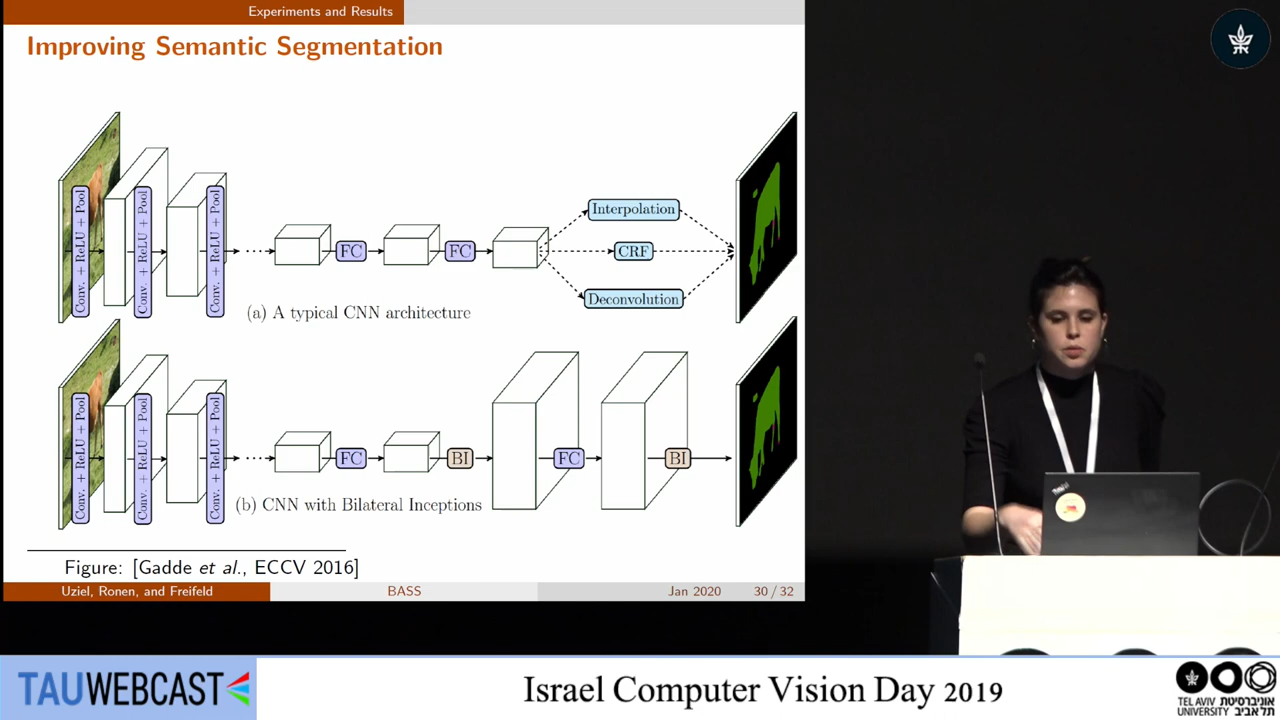 Experiments and Results
Improving Semantic Segmentation
Conv. + ReLU + Pool
Conv. + ReLU + Pool
Conv. + ReLU + Pool
FC
FC
Interpolation
CRF
Deconvolution
(a) A typical CNN architecture
Conv. + ReLU + Pool
Conv. + ReLU + Pool
Conv. + ReLU + Pool
FC
BI
FC
BI
(b) CNN with Bilateral Inceptions
Figure: [Gadde et al., ECCV 2016]
Uziel, Ronen, and Freifeld BASS Jan 2020 30 / 32
TAUWEBCAST
Israel Computer Vision Day 2019
TEL AVIV אוניברסיטת
UNIVERSITY תל אביב